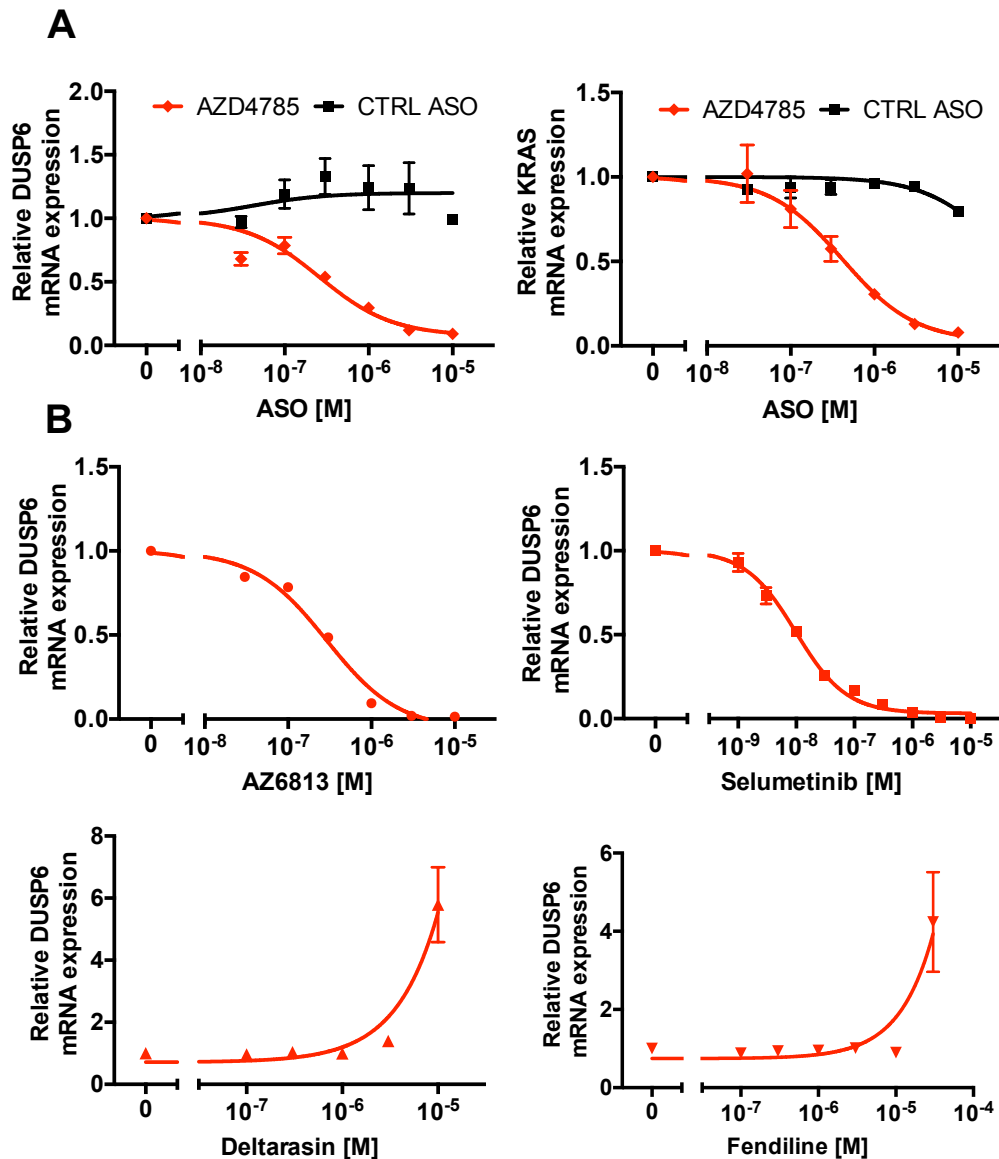 A
Relative DUSP6
mRNA expression
2.0
1.5
1.0
0.5
0.0
AZD4785 CTRL ASO
0 10-8 10-7 10-6 10-5
ASO [M]
Relative KRAS
mRNA expression
1.5
1.0
0.5
0.0
AZD4785 CTRL ASO
0 10-8 10-7 10-6 10-5
ASO [M]
B
Relative DUSP6
mRNA expression
1.5
1.0
0.5
0.0
0 10-8 10-7 10-6 10-5
AZ6813 [M]
Relative DUSP6
mRNA expression
1.5
1.0
0.5
0.0
0 10-9 10-8 10-7 10-6 10-5
Selumetinib [M]
Relative DUSP6
mRNA expression
8
6
4
2
0
0 10-7 10-6 10-5
Deltarasin [M]
Relative DUSP6
mRNA expression
6
4
2
0
0 10-7 10-6 10-5 10-4
Fendiline [M]